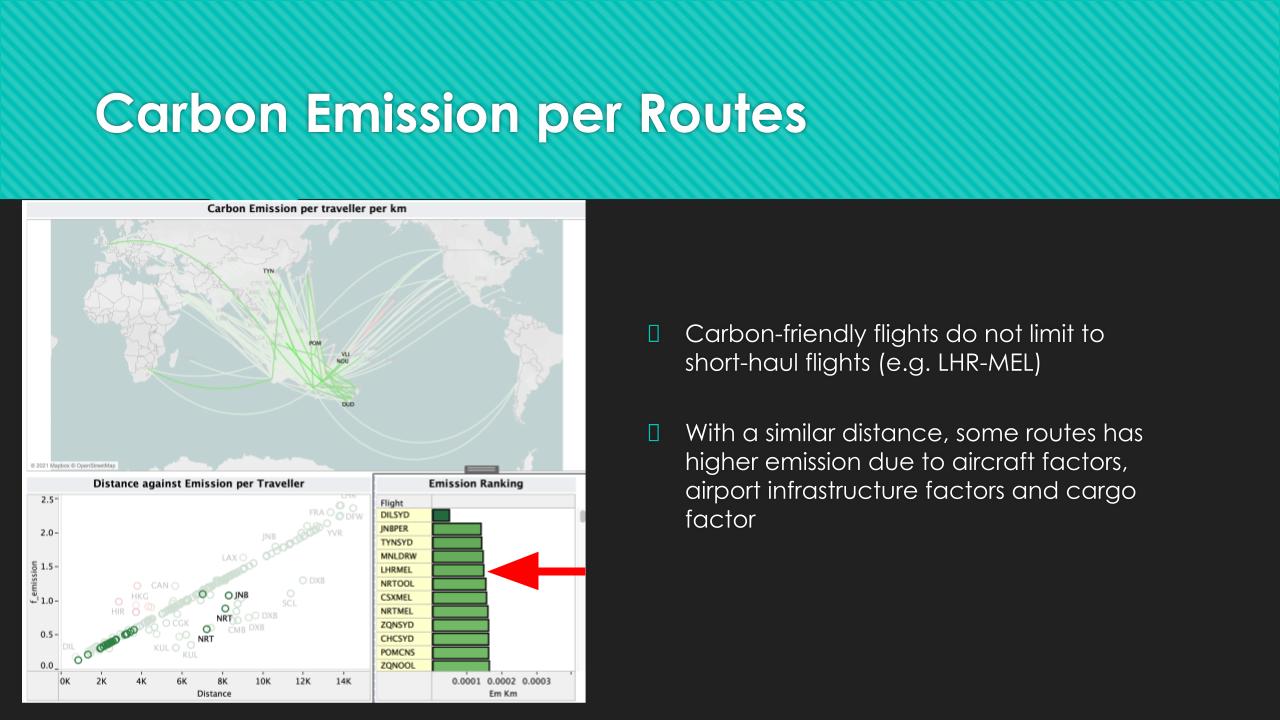 Carbon Emission per Routes
Carbon Emission per traveller per km
TYN
POM
VLI
NOU
DUD
© 2021 Mapbox © OpenStreetMap
Distance against Emission per Traveller
2.5
2.0
1.5
1.0
0.5
0.0
f_emission
LHR
FRA
DFW
YVR
JNB
LAX
CAN
HKG
HIR
DXB
SCL
JNB
NRT
CGK
CMB
DXB
DXB
NRT
KUL
KUL
DIL
0K 2K 4K 6K 8K 10K 12K 14K
Distance
Emission Ranking
Flight
DILSYD
JNBPER
TYNSYD
MNLDRW
LHRMEL
NRTOOL
CSXMEL
NRTMEL
ZQNSYD
CHCSYD
POMCNS
ZQNOOL
0.0001 0.0002 0.0003
Em Km
Carbon-friendly flights do not limit to
short-haul flights (e.g. LHR-MEL)
With a similar distance, some routes has
higher emission due to aircraft factors,
airport infrastructure factors and cargo
factor